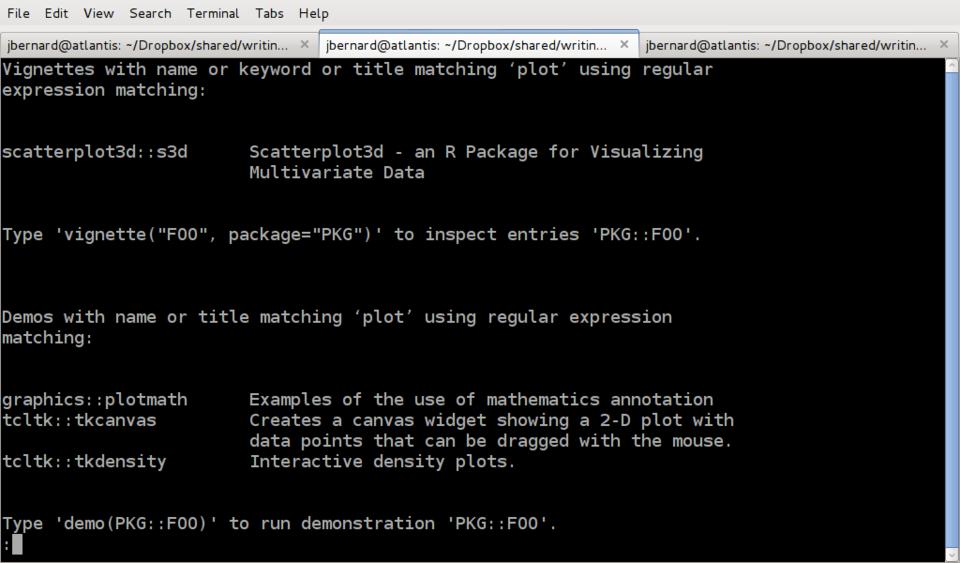 File Edit View Search Terminal Tabs Help
jbernard@atlantis: ~/Dropbox/shared/writin... × jbernard@atlantis: ~/Dropbox/shared/writin... × jbernard@atlantis: ~/Dropbox/shared/writin... ×
Vignettes with name or keyword or title matching ‘plot’ using regular
expression matching:
scatterplot3d::s3d Scatterplot3d - an R Package for Visualizing
Multivariate Data
Type 'vignette("FOO", package="PKG")' to inspect entries 'PKG::FOO'.
Demos with name or title matching ‘plot’ using regular expression
matching:
graphics::plotmath Examples of the use of mathematics annotation
tcltk::tkcanvas Creates a canvas widget showing a 2-D plot with
data points that can be dragged with the mouse.
tcltk::tkdensity Interactive density plots.
Type 'demo(PKG::FOO)' to run demonstration 'PKG::FOO'.
: